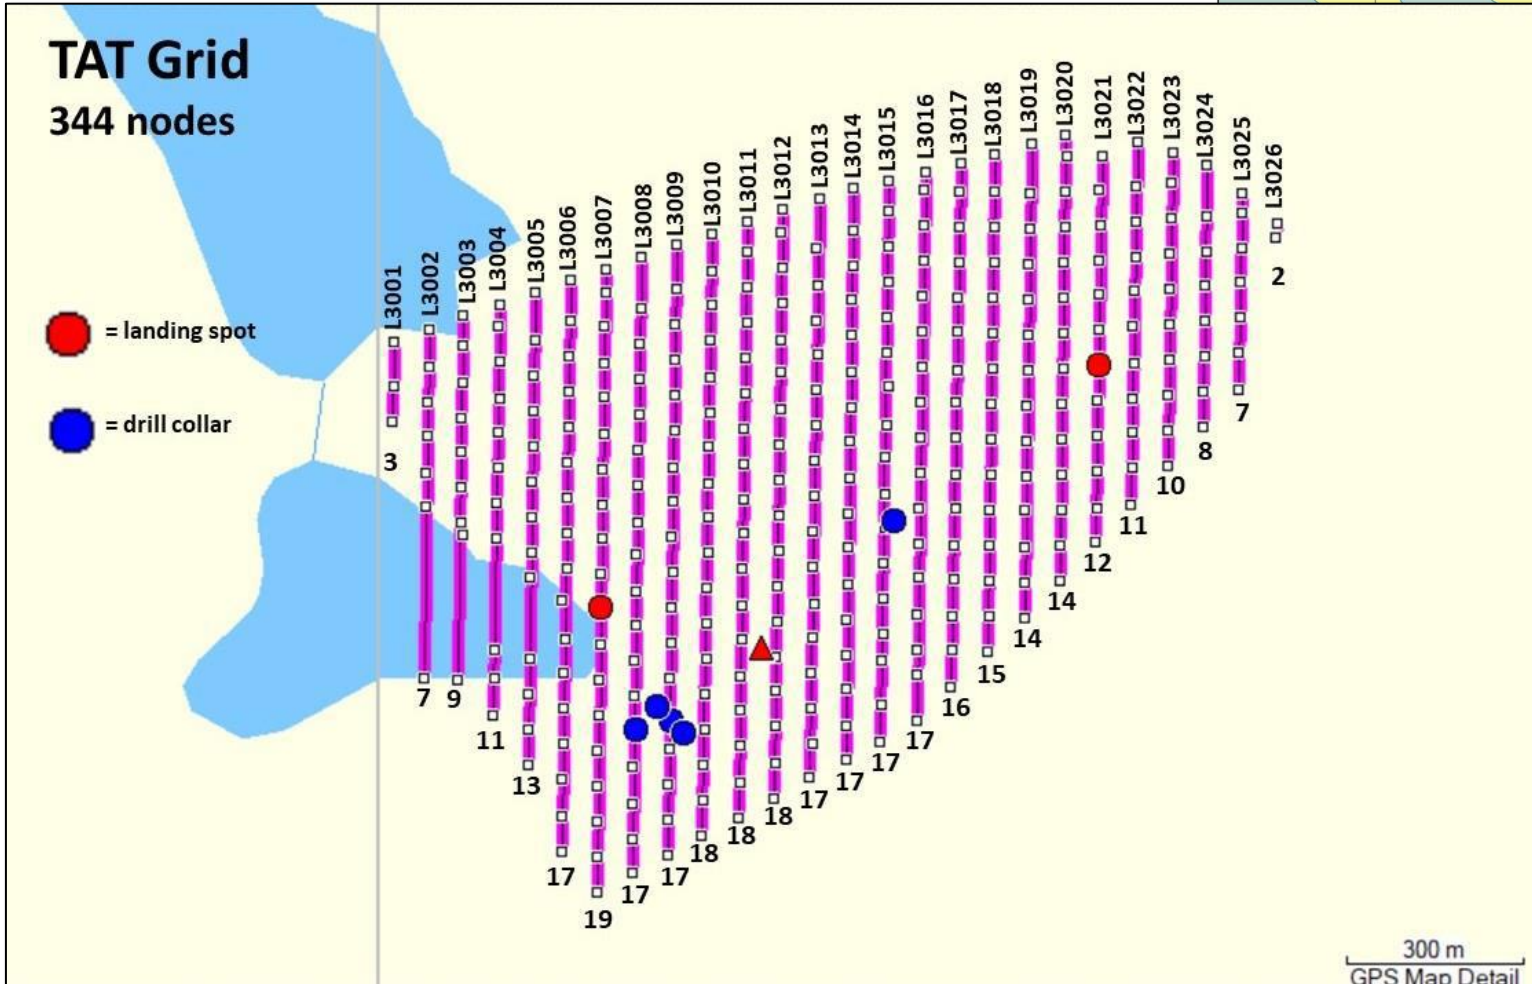 TAT Grid
344 nodes
= landing spot
= drill collar
L3001
L3002
L3003
L3004
L3005
L3006
L3007
L3008
L3009
L3010
L3011
L3012
L3013
L3014
L3015
L3016
L3017
L3018
L3019
L3020
L3021
L3022
L3023
L3024
L3025
L3026
3
7
9
11
13
17
19
17
17
18
18
18
17
17
17
17
16
15
14
14
12
11
10
8
7
2
300 m
GPS Map Detail